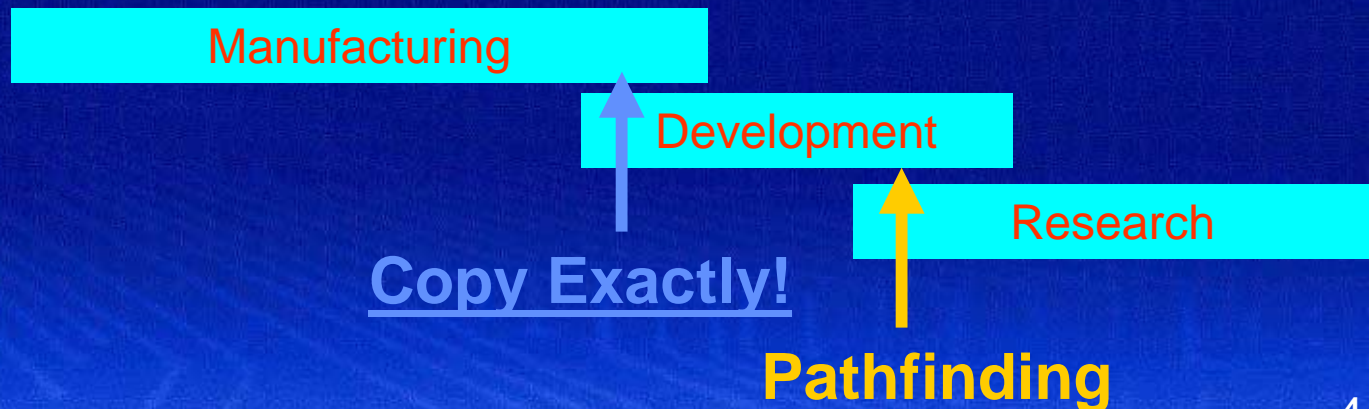 Manufacturing
Development
Research
Copy Exactly!
Pathfinding
4